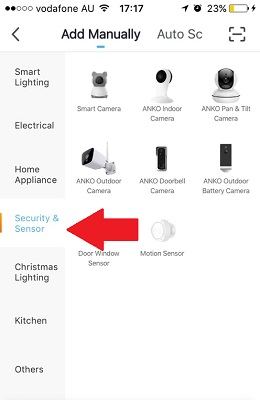 vodafone AU 17:17 23%
Add Manually Auto Sc
Smart
Lighting
Electrical
Home
Appliance
Security &
Sensor
Christmas
Lighting
Kitchen
Others
Smart Camera
ANKO Indoor
Camera
ANKO Pan & Tilt
Camera
ANKO Outdoor
Camera
ANKO Doorbell
Camera
ANKO Outdoor
Battery Camera
Door Window
Sensor
Motion Sensor